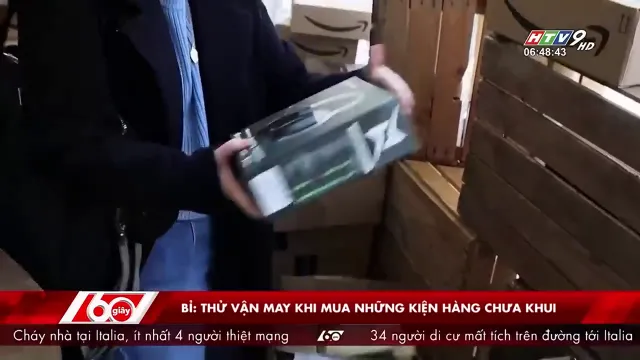 HTV9 HD
06:48:43
60 giây
BỈ: THỬ VẬN MAY KHI MUA NHỮNG KIỆN HÀNG CHƯA KHUI
Cháy nhà tại Italia, ít nhất 4 người thiệt mạng 60 34 người di cư mất tích trên đường tới Italia